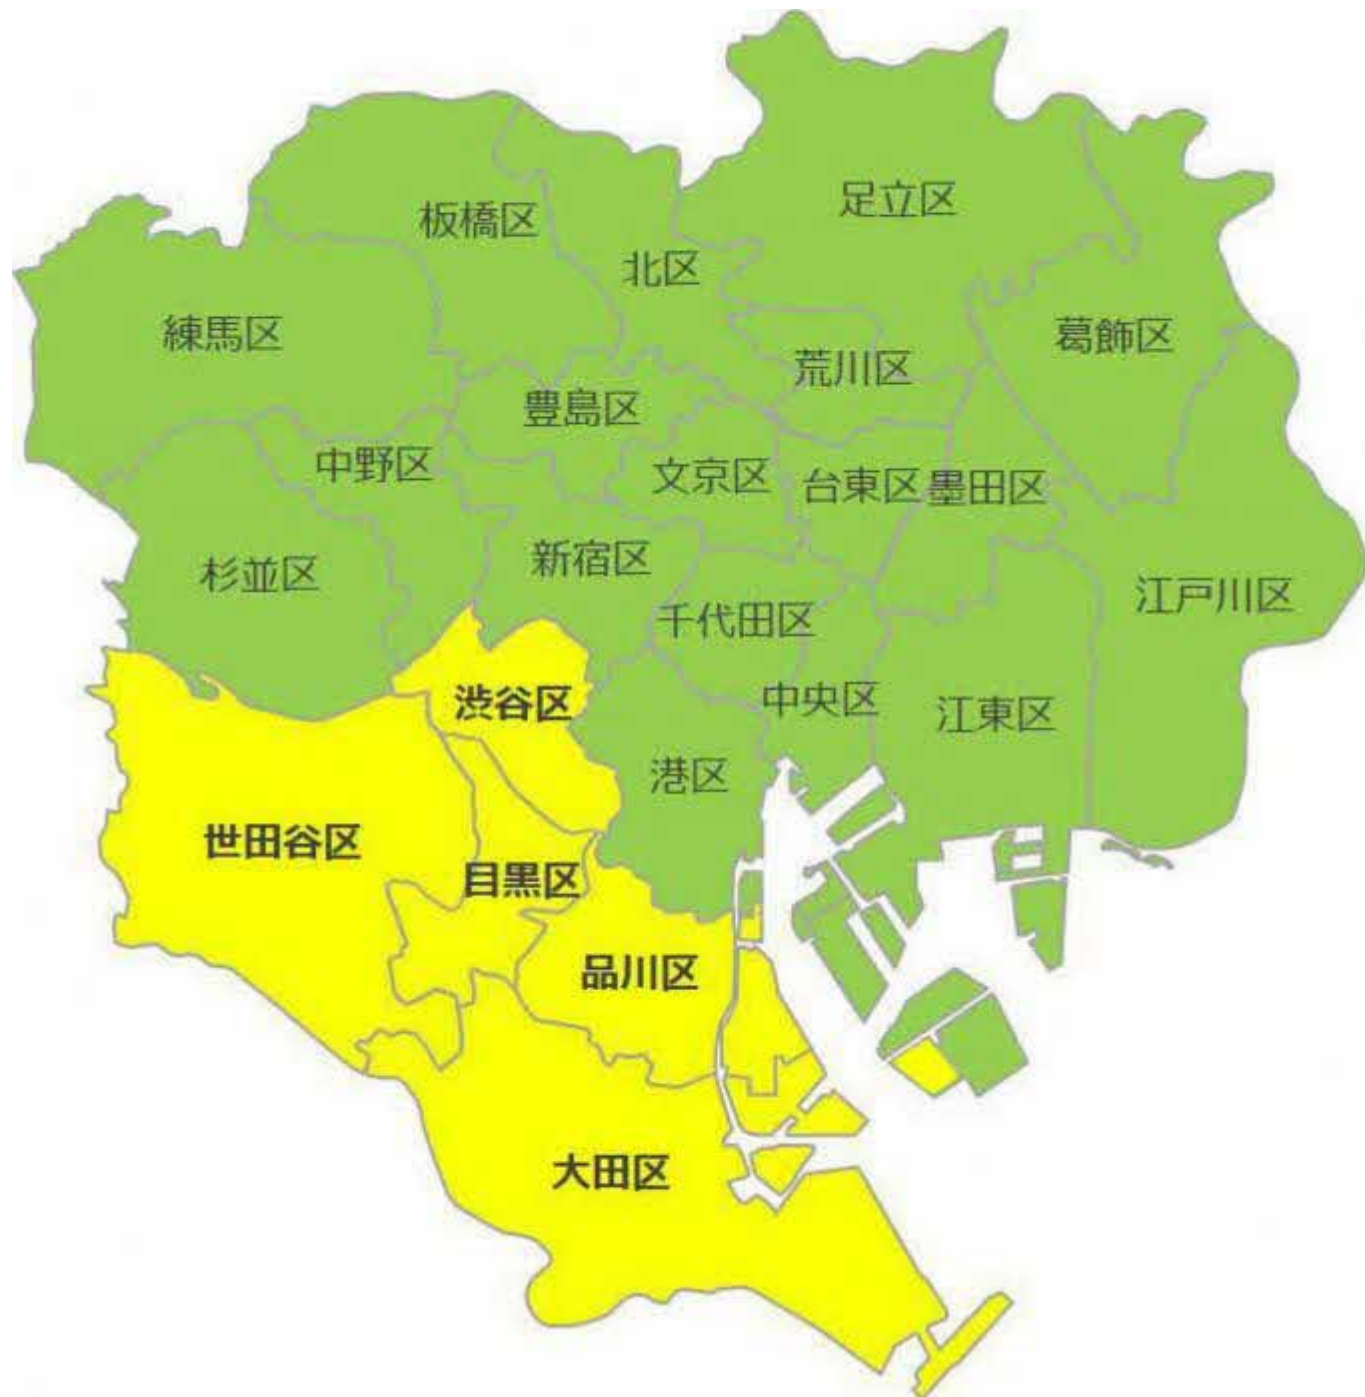 足立区
板橋区
北区
練馬区
葛飾区
荒川区
豊島区
中野区
文京区
台東区
墨田区
杉並区
新宿区
江戸川区
千代田区
渋谷区
中央区
江東区
港区
世田谷区
目黒区
品川区
大田区